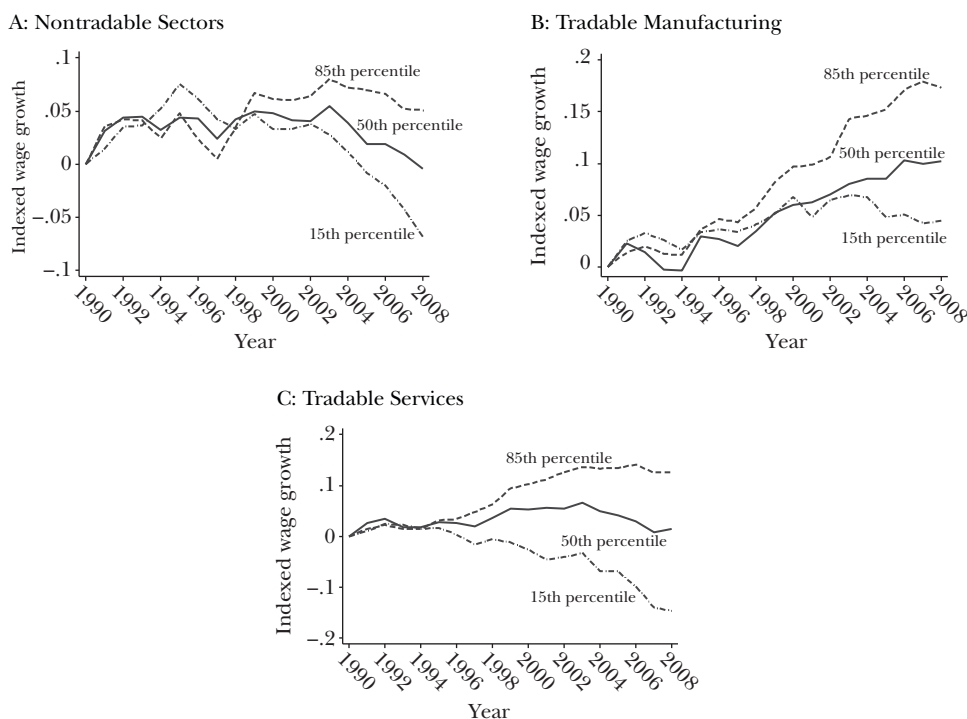 A: Nontradable Sectors
Indexed wage growth
.1
0.05
0
−.05
−.1
85th percentile
50th percentile
15th percentile
1990
1992
1994
1996
1998
2000
2002
2004
2006
2008
Year
B: Tradable Manufacturing
Indexed wage growth
.2
.15
.1
.05
0
85th percentile
50th percentile
15th percentile
1990
1992
1994
1996
1998
2000
2002
2004
2006
2008
Year
C: Tradable Services
Indexed wage growth
.2
0.1
0
−.1
−.2
85th percentile
50th percentile
15th percentile
1990
1992
1994
1996
1998
2000
2002
2004
2006
2008
Year